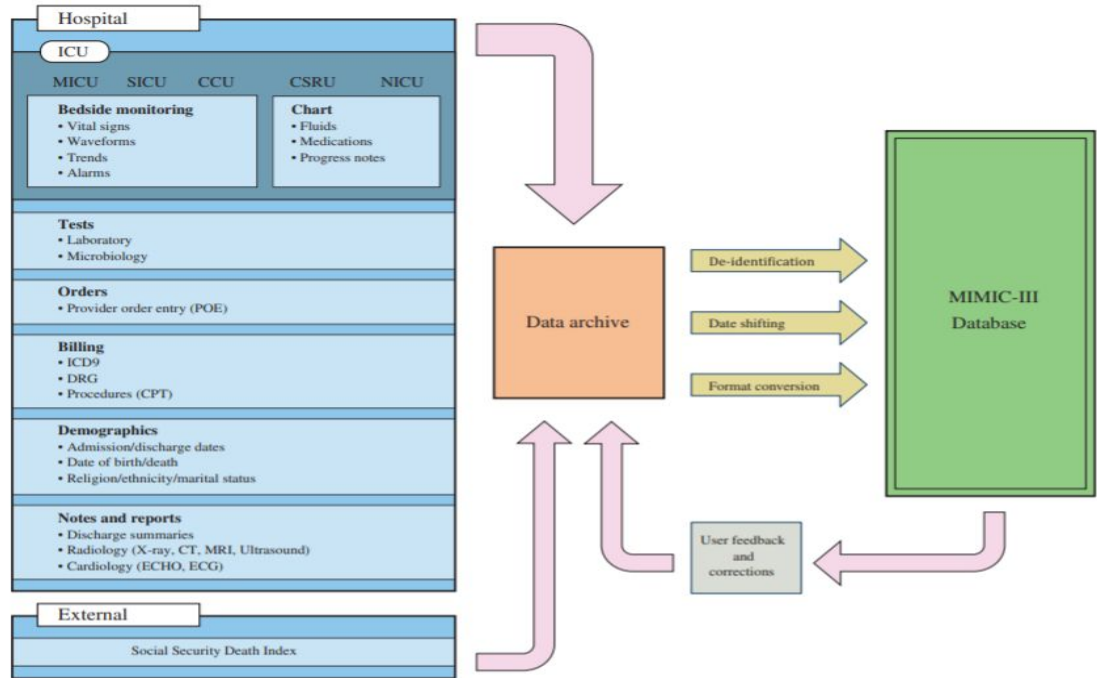 Hospital
ICU
MICU SICU CCU CSRU NICU
Bedside monitoring
• Vital signs
• Waveforms
• Trends
• Alarms
Chart
• Fluids
• Medications
• Progress notes
Tests
• Laboratory
• Microbiology
Orders
• Provider order entry (POE)
Billing
• ICD9
• DRG
• Procedures (CPT)
Demographics
• Admission/discharge dates
• Date of birth/death
• Religion/ethnicity/marital status
Notes and reports
• Discharge summaries
• Radiology (X-ray, CT, MRI, Ultrasound)
• Cardiology (ECHO, ECG)
External
Social Security Death Index
Data archive
De-identification
Date shifting
Format conversion
MIMIC-III
Database
User feedback
and
corrections